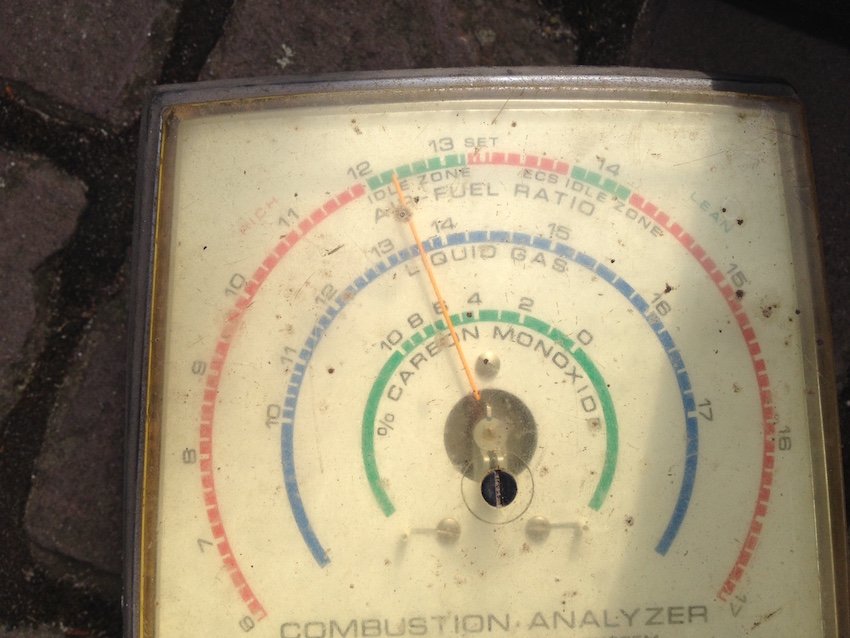 13 SET
12 14
IDLE ZONE ECS IDLE ZONE
RICH 11 AIR-FUEL RATIO LEAN
10 15
9
8 16
7
6 17
13 14 15
LIQUID GAS
12 16
11
10 17
10 8 6 4 2 0
% CARBON MONOXIDE
COMBUSTION ANALYZER